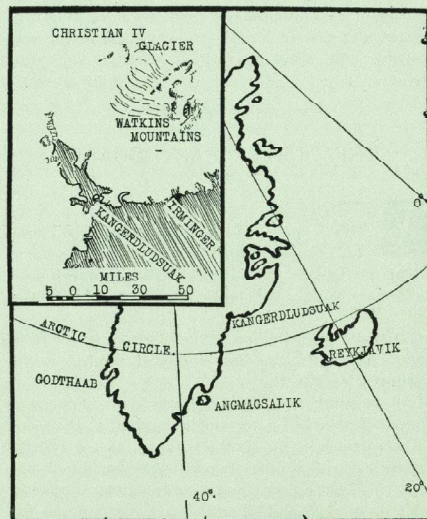 CHRISTIAN IV
GLACIER
WATKINS
MOUNTAINS
KANGERDLUDSUAK
IRMINGER
MILES
5 0 10 30 50
0°
KANGERDLUDSUAK
ARCTIC CIRCLE.
REYKJAVIK
GODTHAAB
ANGMAGSALIK
40°.
20°